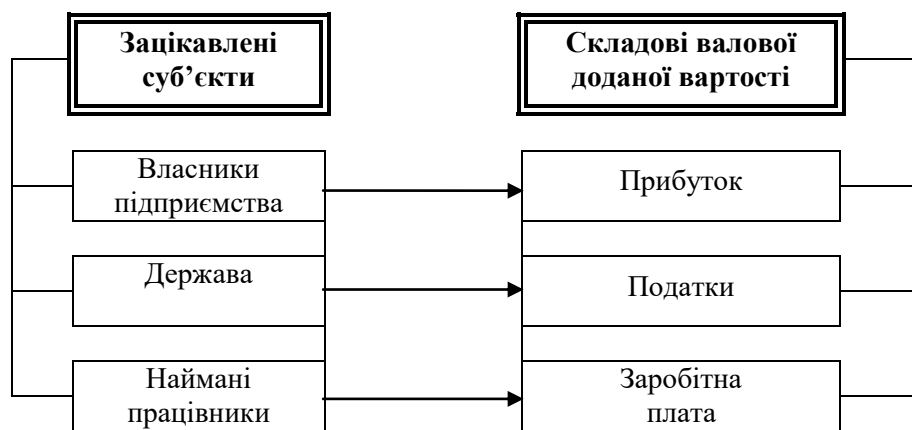 Зацікавлені
суб’єкти
Складові валової
доданої вартості
Власники
підприємства
Прибуток
Держава
Податки
Наймані
працівники
Заробітна
плата